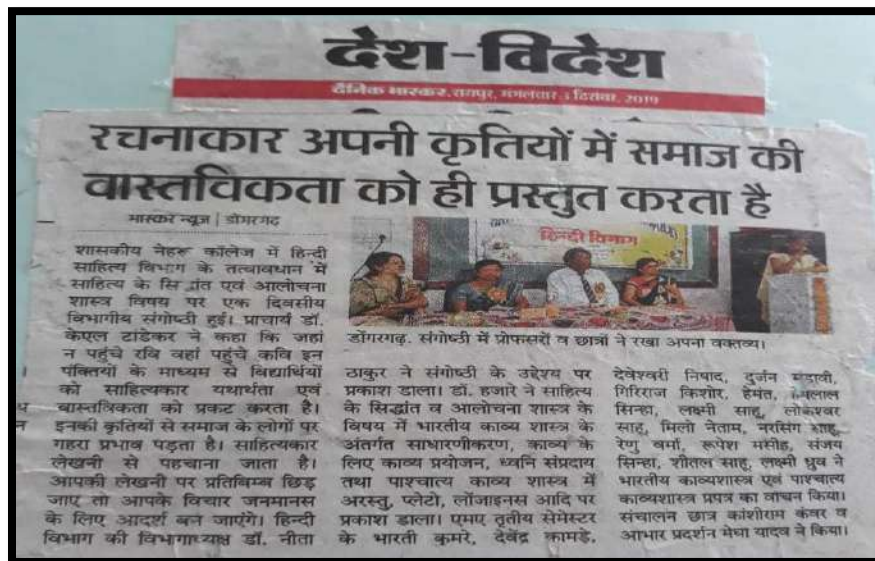 देश-विदेश
दैनिक भास्कर, रायपुर, मंगलवार 3 दिसंबर, 2019
रचनाकार अपनी कृतियों में समाज की
वास्तविकता को ही प्रस्तुत करता है
भास्कर न्यूज | डोंगरगढ़
शासकीय नेहरू कॉलेज में हिन्दी
साहित्य विभाग के तत्वावधान में
साहित्य के सिद्धांत एवं आलोचना
शास्त्र विषय पर एक दिवसीय
विभागीय संगोष्ठी हुई। प्राचार्य डॉ.
केएल टांडेकर ने कहा कि जहां
न पहुंचे रवि वहां पहुंचे कवि इन
पंक्तियों के माध्यम से विद्यार्थियों
को साहित्यकार यथार्थता एवं
वास्तविकता को प्रकट करता है।
इनकी कृतियों से समाज के लोगों पर
गहरा प्रभाव पड़ता है। साहित्यकार
लेखनी से पहचाना जाता है।
आपकी लेखनी पर प्रतिबिम्ब छिड़
जाए तो आपके विचार जनमानस
के लिए आदर्श बन जाएंगे। हिन्दी
विभाग की विभागाध्यक्ष डॉ. नीता
हिन्दी विभाग
डोंगरगढ़. संगोष्ठी में प्रोफेसरों व छात्रों ने रखा अपना वक्तव्य।
ठाकुर ने संगोष्ठी के उद्देश्य पर
प्रकाश डाला। डॉ. हजारे ने साहित्य
के सिद्धांत व आलोचना शास्त्र के
विषय में भारतीय काव्य शास्त्र के
अंतर्गत साधारणीकरण, काव्य के
लिए काव्य प्रयोजन, ध्वनि संप्रदाय
तथा पाश्चात्य काव्य शास्त्र में
अरस्तु, प्लेटो, लोंजाइनस आदि पर
प्रकाश डाला। एमए तृतीय सेमेस्टर
के भारती कुमरे, देवेंद्र कामड़े,
देवेश्वरी निषाद, दुर्जन मंडावी,
गिरिराज किशोर, हेमंत,
सिन्हा, लक्ष्मी साहू, लोकेश्वर
साहू, मिलो नेताम, नरसिंग साहू,
रेणु वर्मा, रूपेश मसीह, संजय
सिन्हा, शीतल साहू, लक्ष्मी ध्रुव ने
भारतीय काव्यशास्त्र एवं पाश्चात्य
काव्यशास्त्र प्रपत्र का वाचन किया।
संचालन छात्र कांशीराम कंवर व
आभार प्रदर्शन मेघा यादव ने किया।